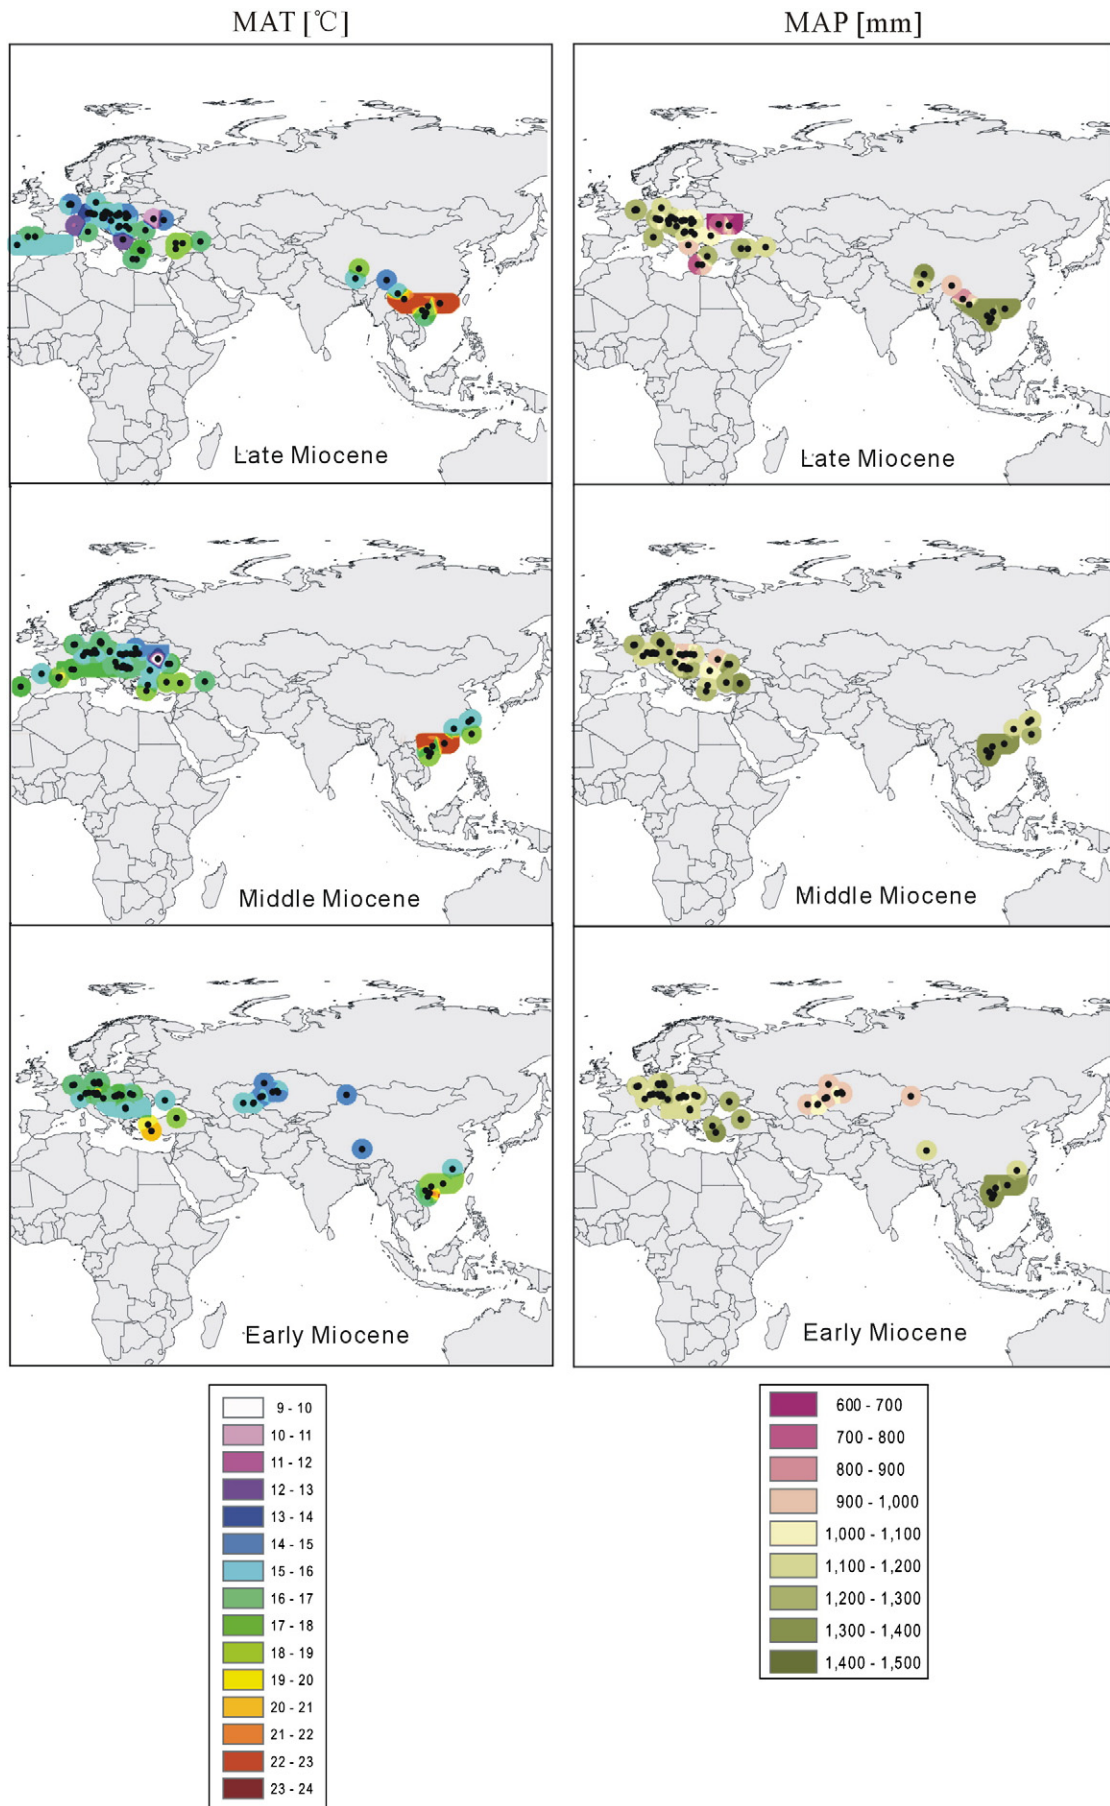 MAT [℃]
MAP [mm]
Late Miocene
Late Miocene
Middle Miocene
Middle Miocene
Early Miocene
Early Miocene
9 - 10
10 - 11
11 - 12
12 - 13
13 - 14
14 - 15
15 - 16
16 - 17
17 - 18
18 - 19
19 - 20
20 - 21
21 - 22
22 - 23
23 - 24
600 - 700
700 - 800
800 - 900
900 - 1,000
1,000 - 1,100
1,100 - 1,200
1,200 - 1,300
1,300 - 1,400
1,400 - 1,500